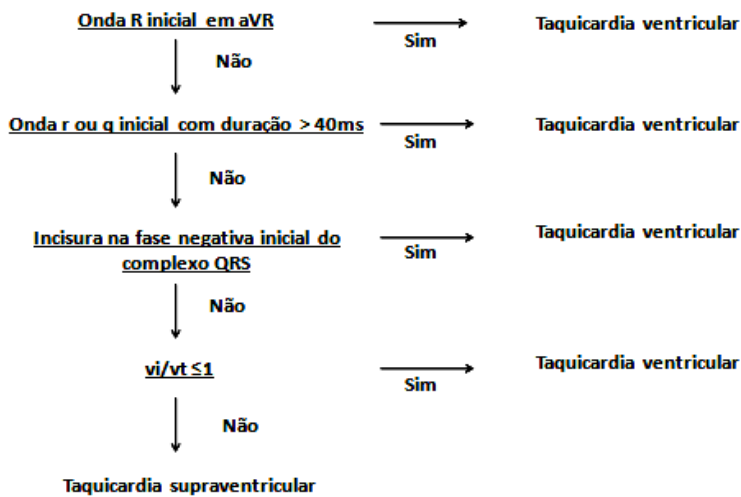 Onda R inicial em aVR
Sim
Taquicardia ventricular
Não
Onda r ou q inicial com duração > 40ms
Sim
Taquicardia ventricular
Não
Incisura na fase negativa inicial do
complexo QRS
Sim
Taquicardia ventricular
Não
vi/vt ≤1
Sim
Taquicardia ventricular
Não
Taquicardia supraventricular